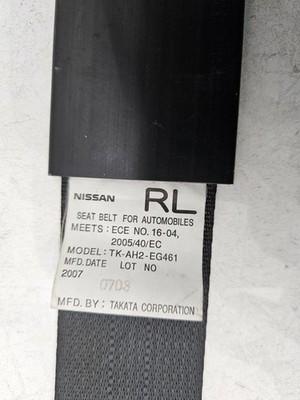 NISSAN RL
SEAT BELT FOR AUTOMOBILES
MEETS: ECE NO. 16-04,
2005/40/EC
MODEL: TK-AH2-EG461
MFD.DATE LOT NO
2007
0703
MFD. BY: TAKATA CORPORATION